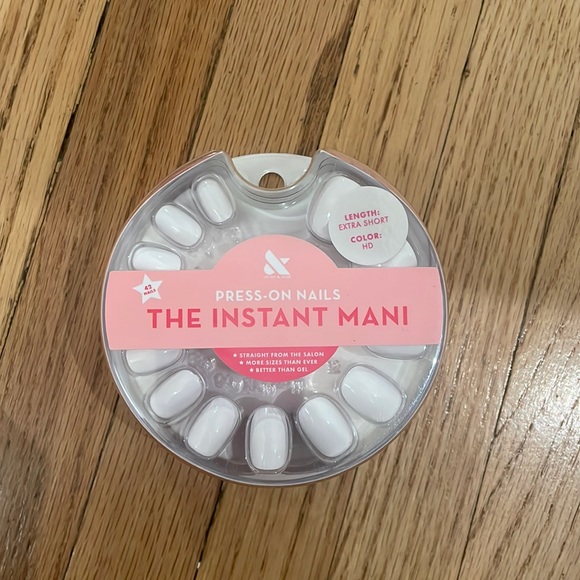 LENGTH:
EXTRA SHORT
COLOR:
HD
&
42
NAILS
PRESS-ON NAILS
THE INSTANT MANI
★ STRAIGHT FROM THE SALON
★ MORE SIZES THAN EVER
★ BETTER THAN GEL